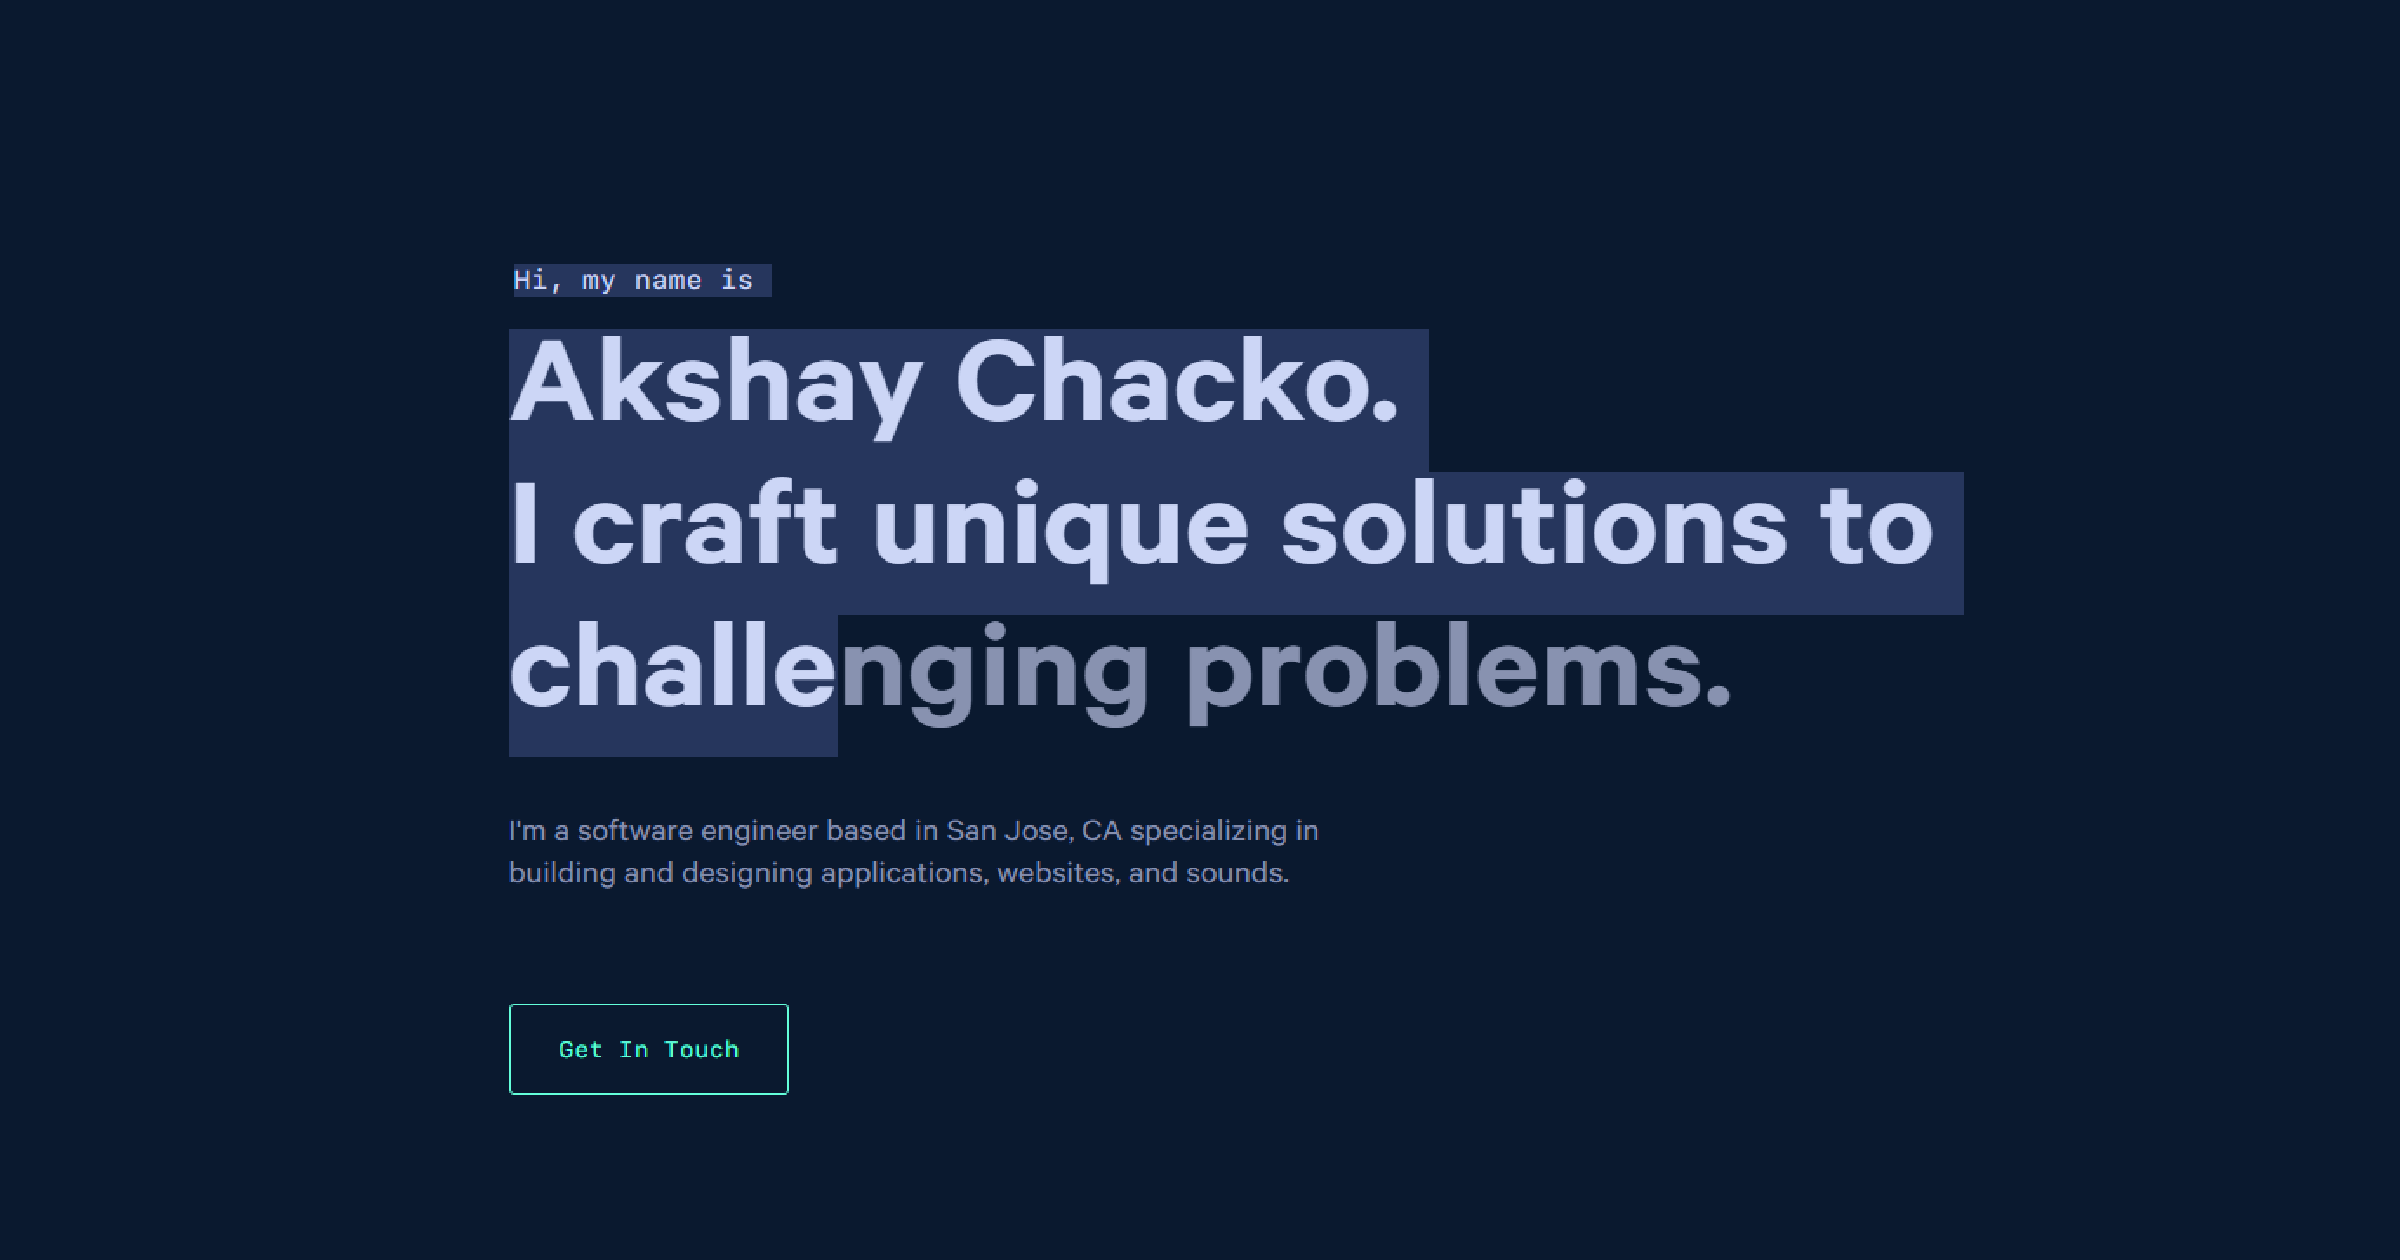 Hi, my name is
Akshay Chacko.
I craft unique solutions to
challenging problems.
I'm a software engineer based in San Jose, CA specializing in
building and designing applications, websites, and sounds.
Get In Touch